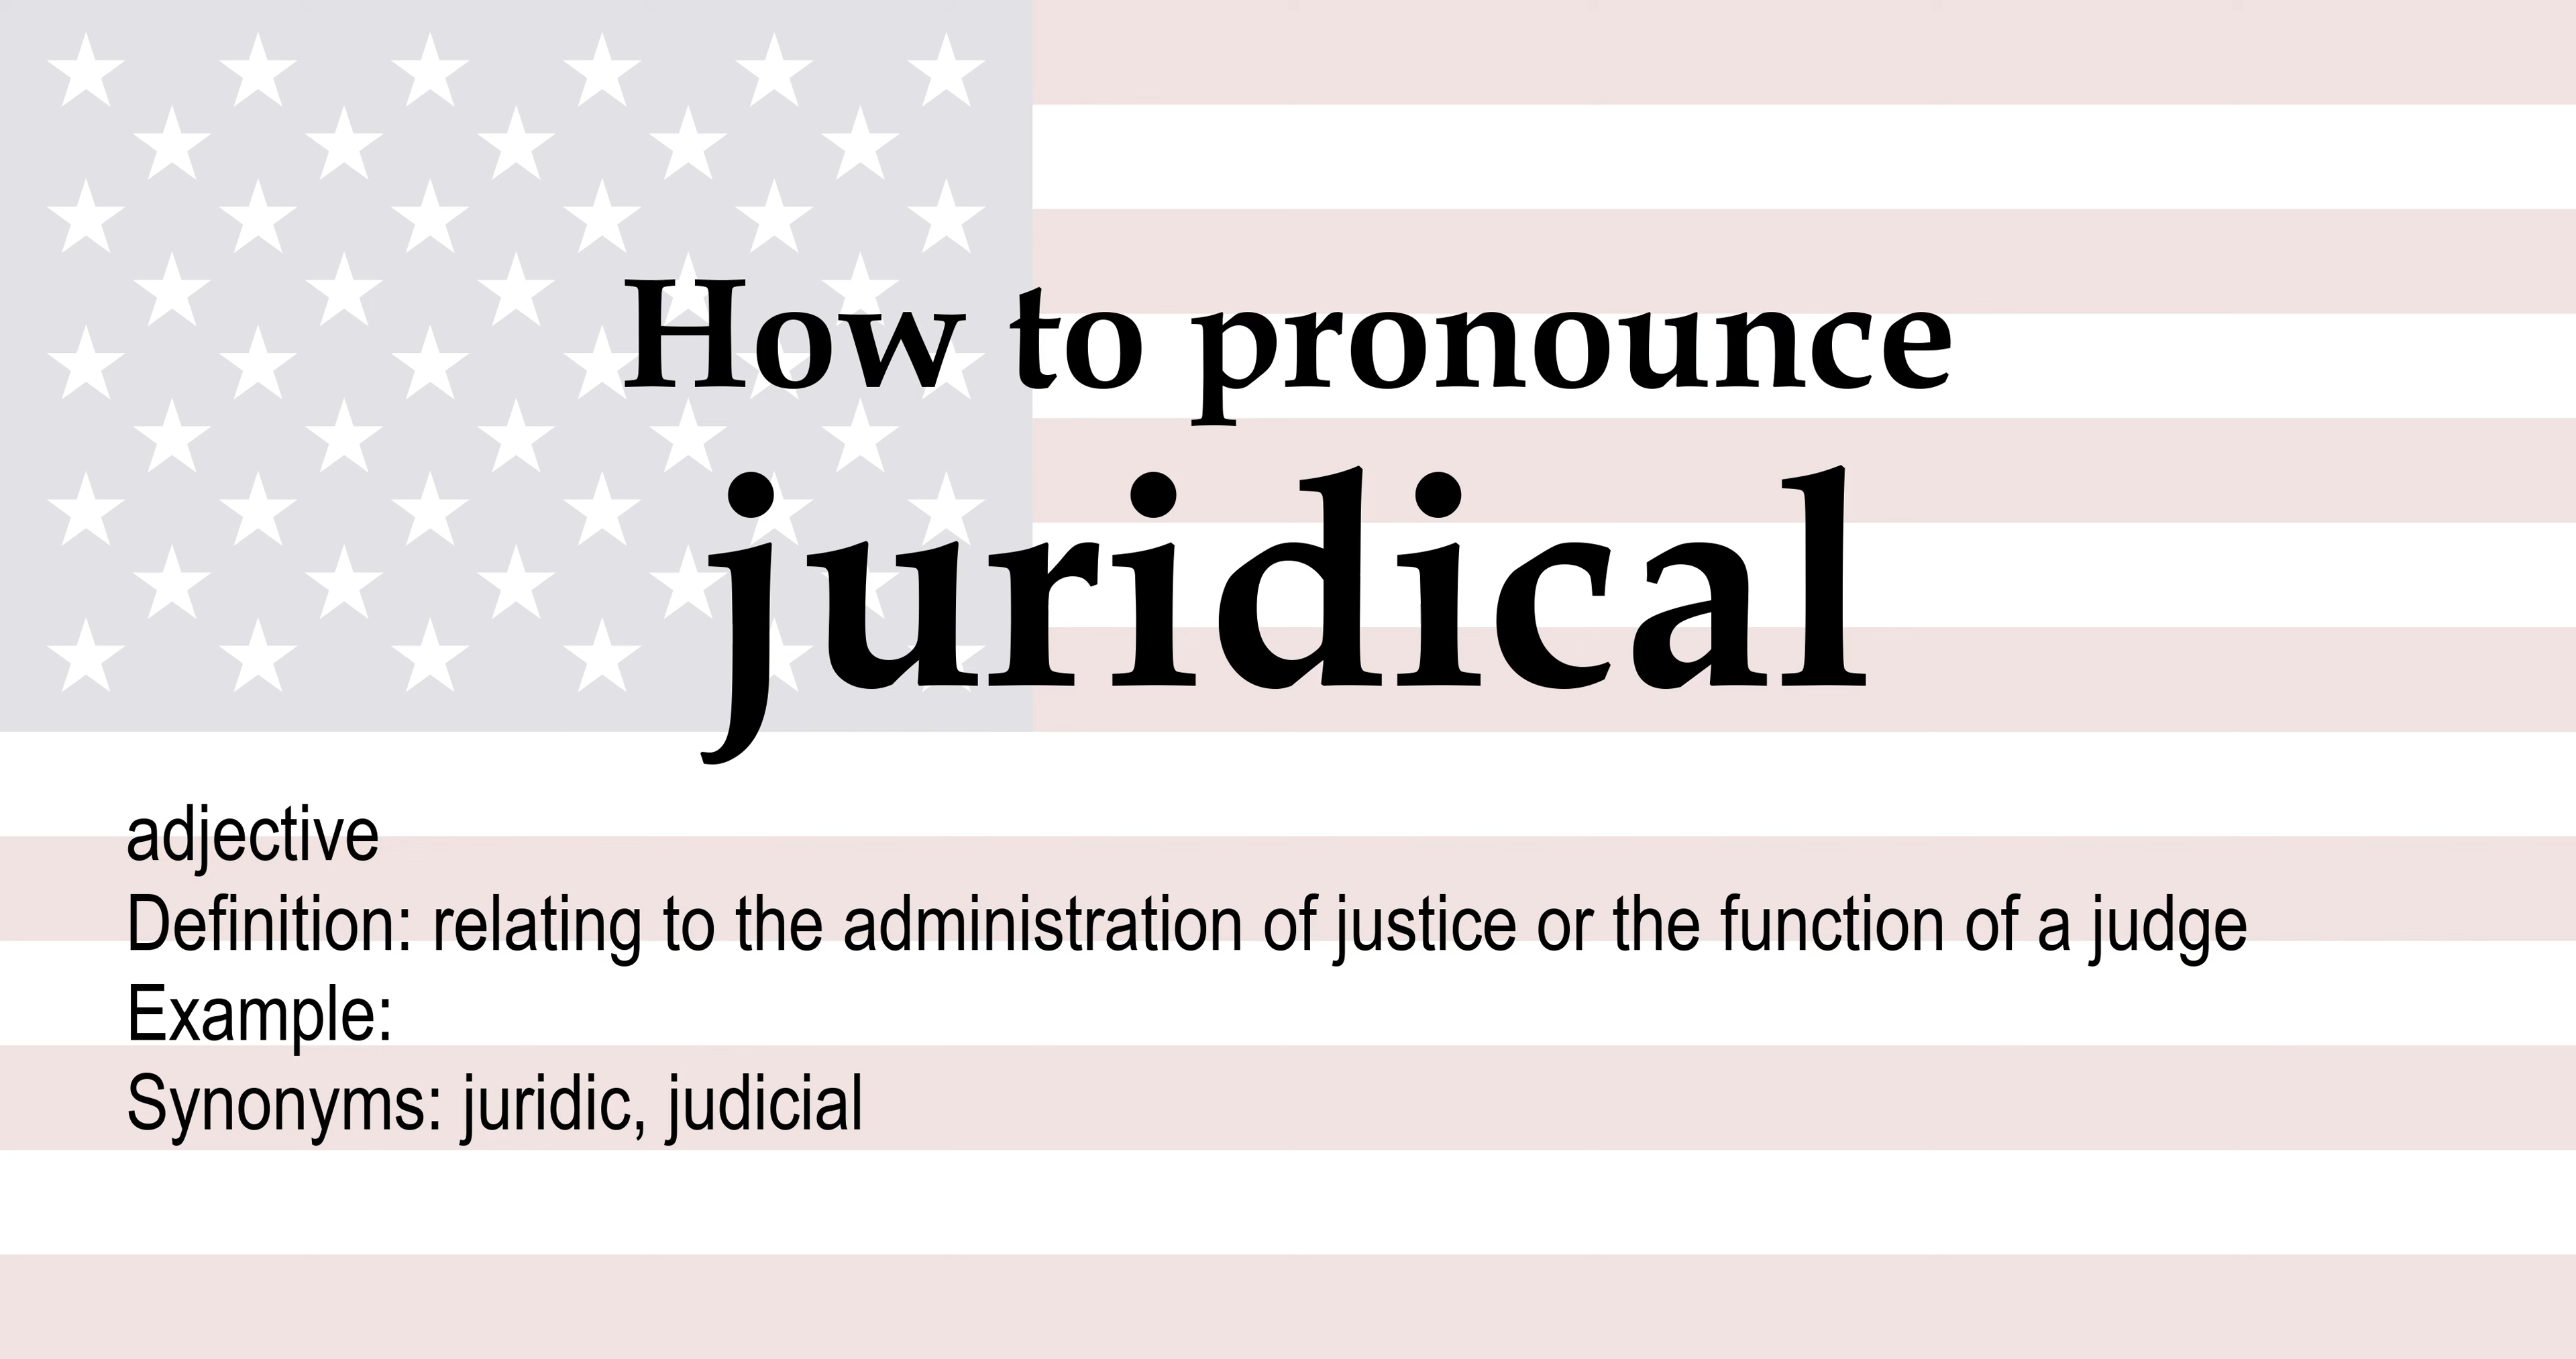 How to pronounce
juridical
adjective
Definition: relating to the administration of justice or the function of a judge
Example:
Synonyms: juridic, judicial